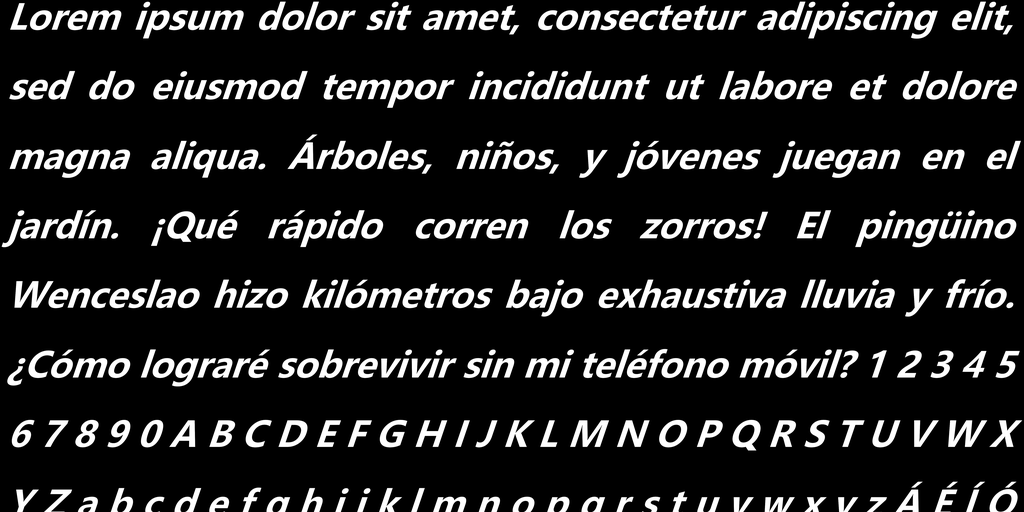 Lorem ipsum dolor sit amet, consectetur adipiscing elit,
sed do eiusmod tempor incididunt ut labore et dolore
magna aliqua. Árboles, niños, y jóvenes juegan en el
jardín. ¡Qué rápido corren los zorros! El pingüino
Wenceslao hizo kilómetros bajo exhaustiva lluvia y frío.
¿Cómo lograré sobrevivir sin mi teléfono móvil? 1 2 3 4 5
6 7 8 9 0 A B C D E F G H I J K L M N O P Q R S T U V W X
Y Z a b c d e f g h i j k l m n o p q r s t u v w x y z Á É Í Ó